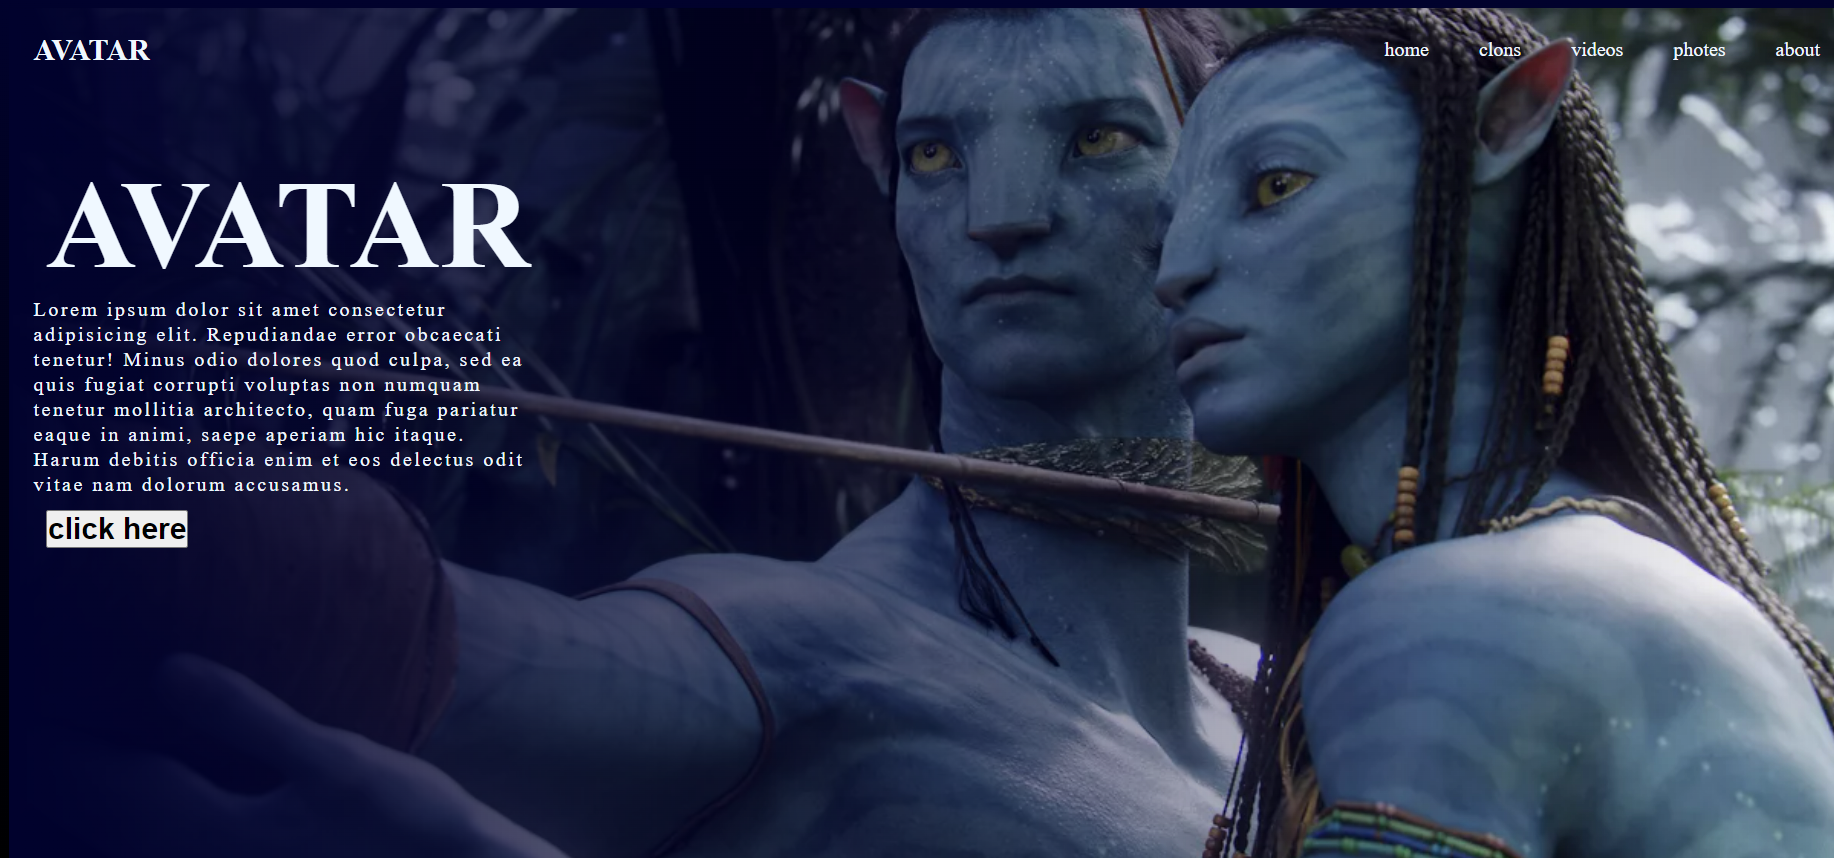 AVATAR
home clons videos photos about
AVATAR
Lorem ipsum dolor sit amet consectetur
adipisicing elit. Repudiandae error obcaecati
tenetur! Minus odio dolores quod culpa, sed ea
quis fugiat corrupti voluptas non numquam
tenetur mollitia architecto, quam fuga pariatur
eaque in animi, saepe aperiam hic itaque.
Harum debitis officia enim et eos delectus odit
vitae nam dolorum accusamus.
click here